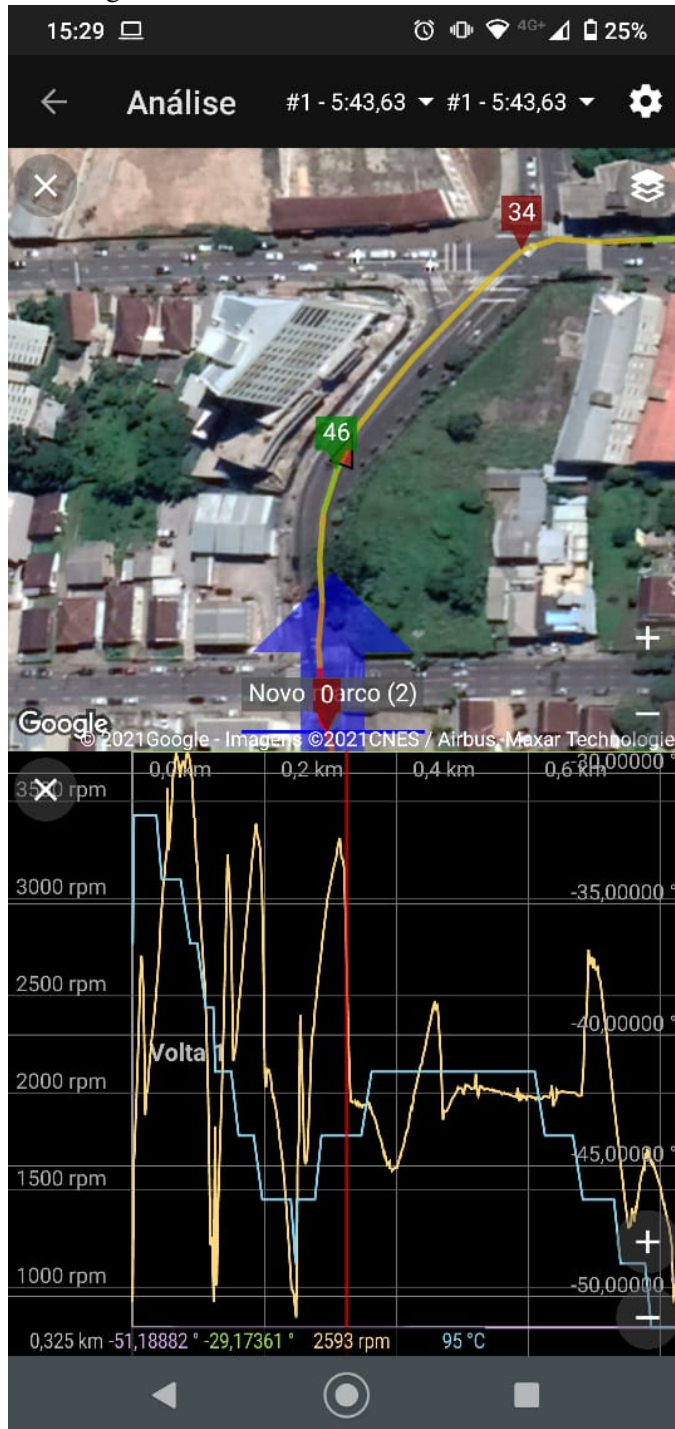 15:29 4G+ 25%
Análise #1 - 5:43,63 #1 - 5:43,63
34
46
Novo marco (2)
0
Google
© 2021Google - Imagens ©2021CNES / Airbus, Maxar Technologie
0,0 km 0,2 km 0,4 km 0,6 km -30,00000 °
3500 rpm
3000 rpm -35,00000 °
2500 rpm
-40,00000 °
Volta 1
2000 rpm
-45,00000 °
1500 rpm
1000 rpm -50,00000
0,325 km -51,18882 ° -29,17361 ° 2593 rpm 95 °C